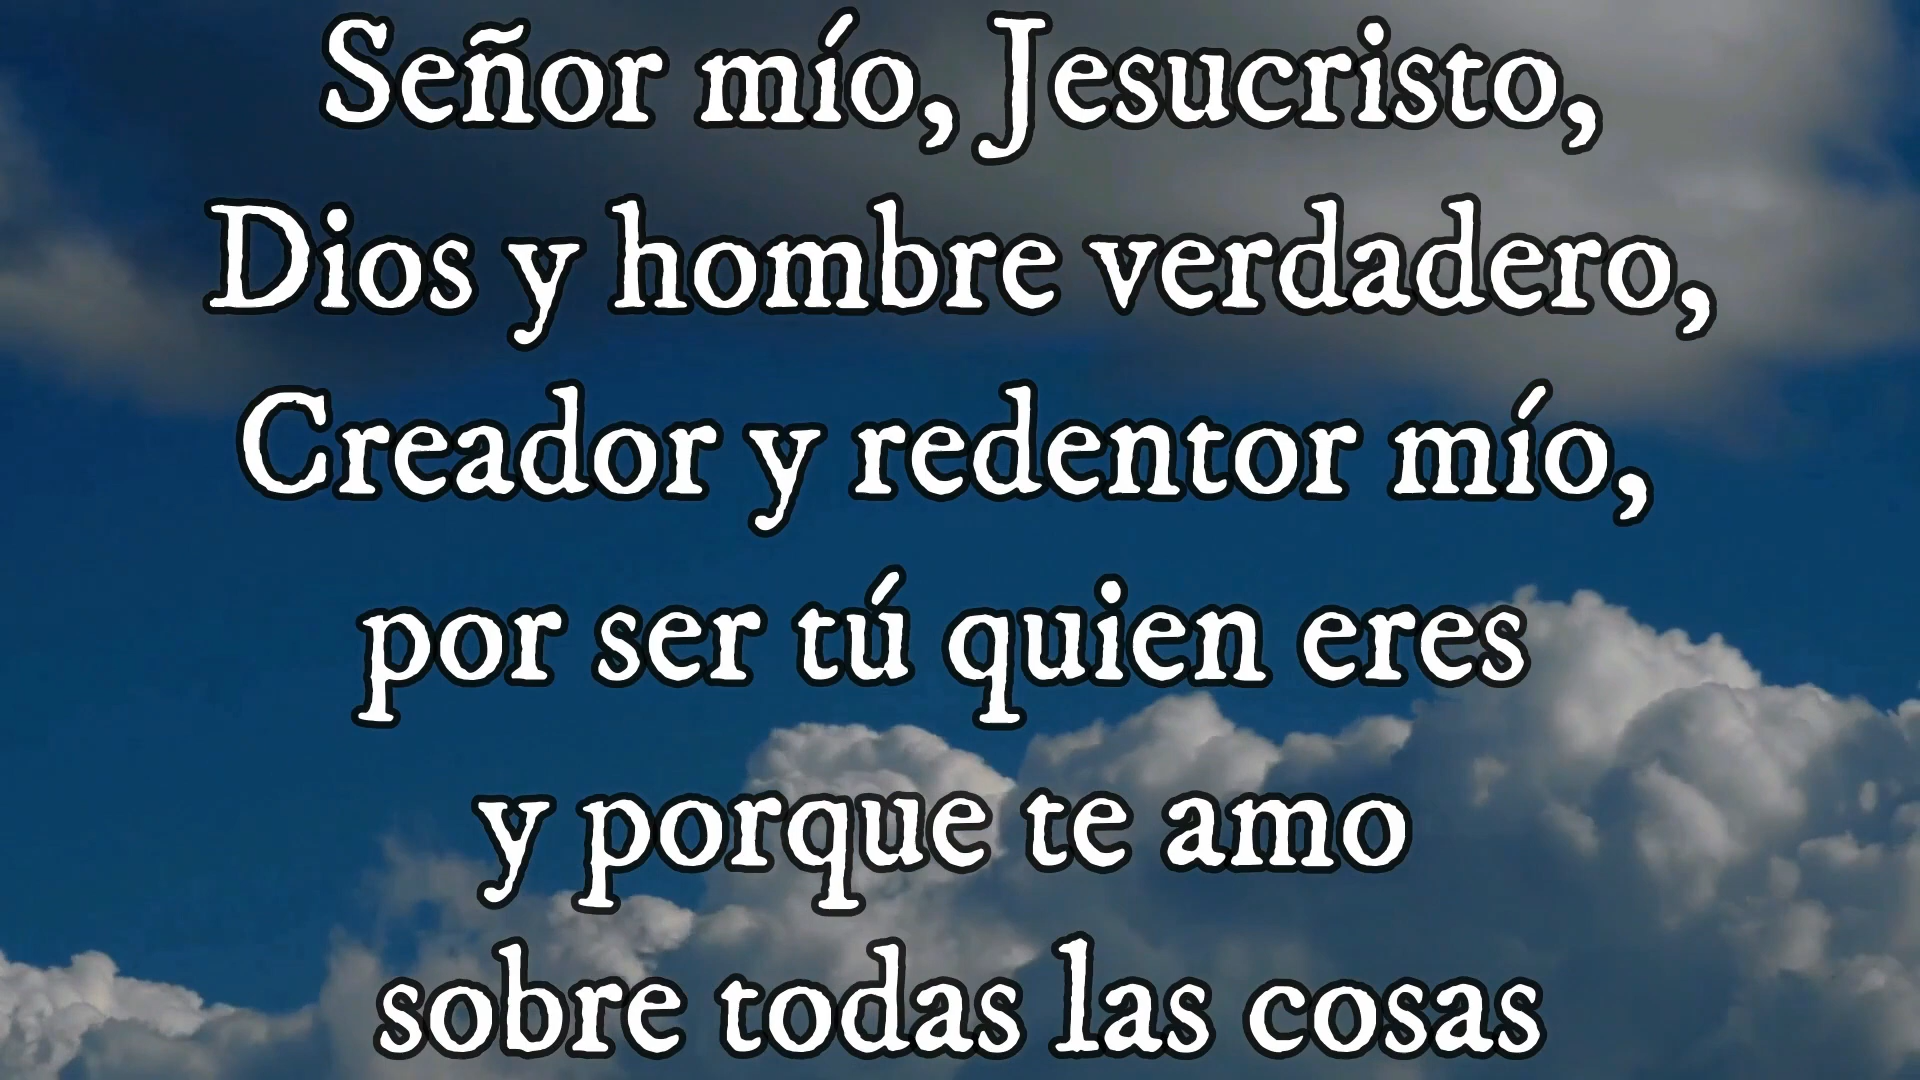 Señor mío, Jesucristo,
Dios y hombre verdadero,
Creador y redentor mío,
por ser tú quien eres
y porque te amo
sobre todas las cosas